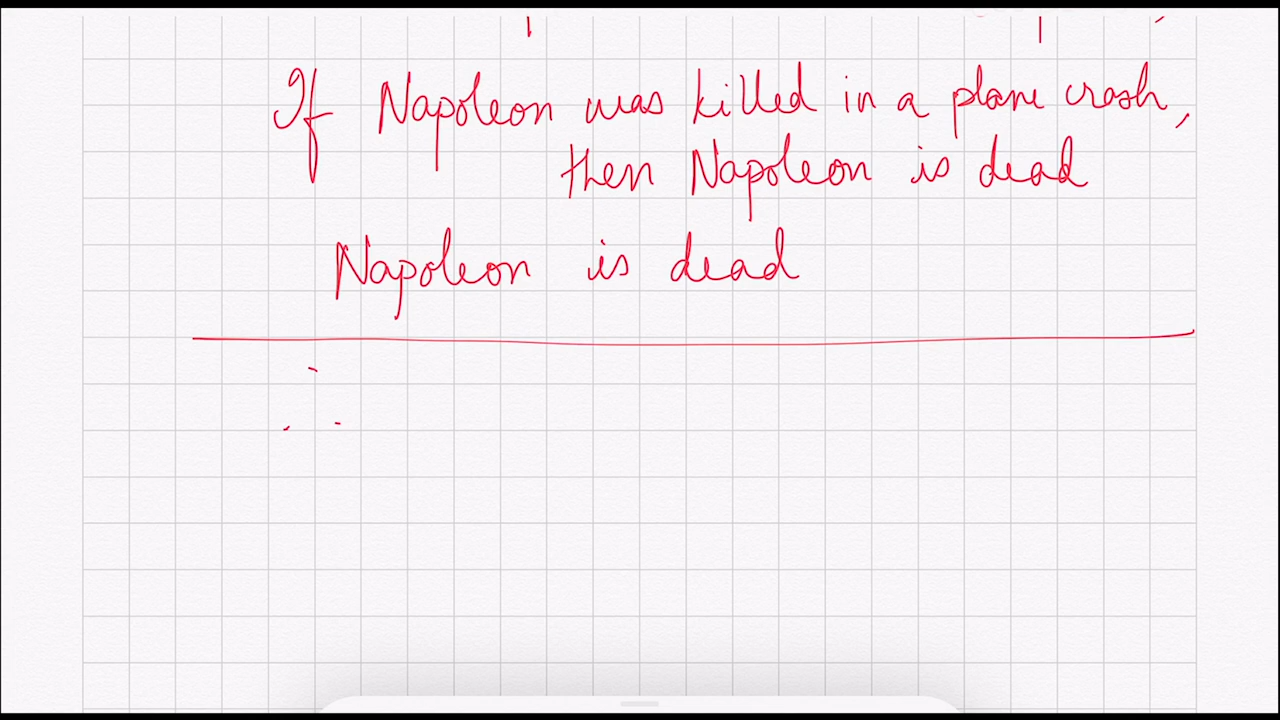 If Napoleon was killed in a plane crash,
then Napoleon is dead
Napoleon is dead
∴